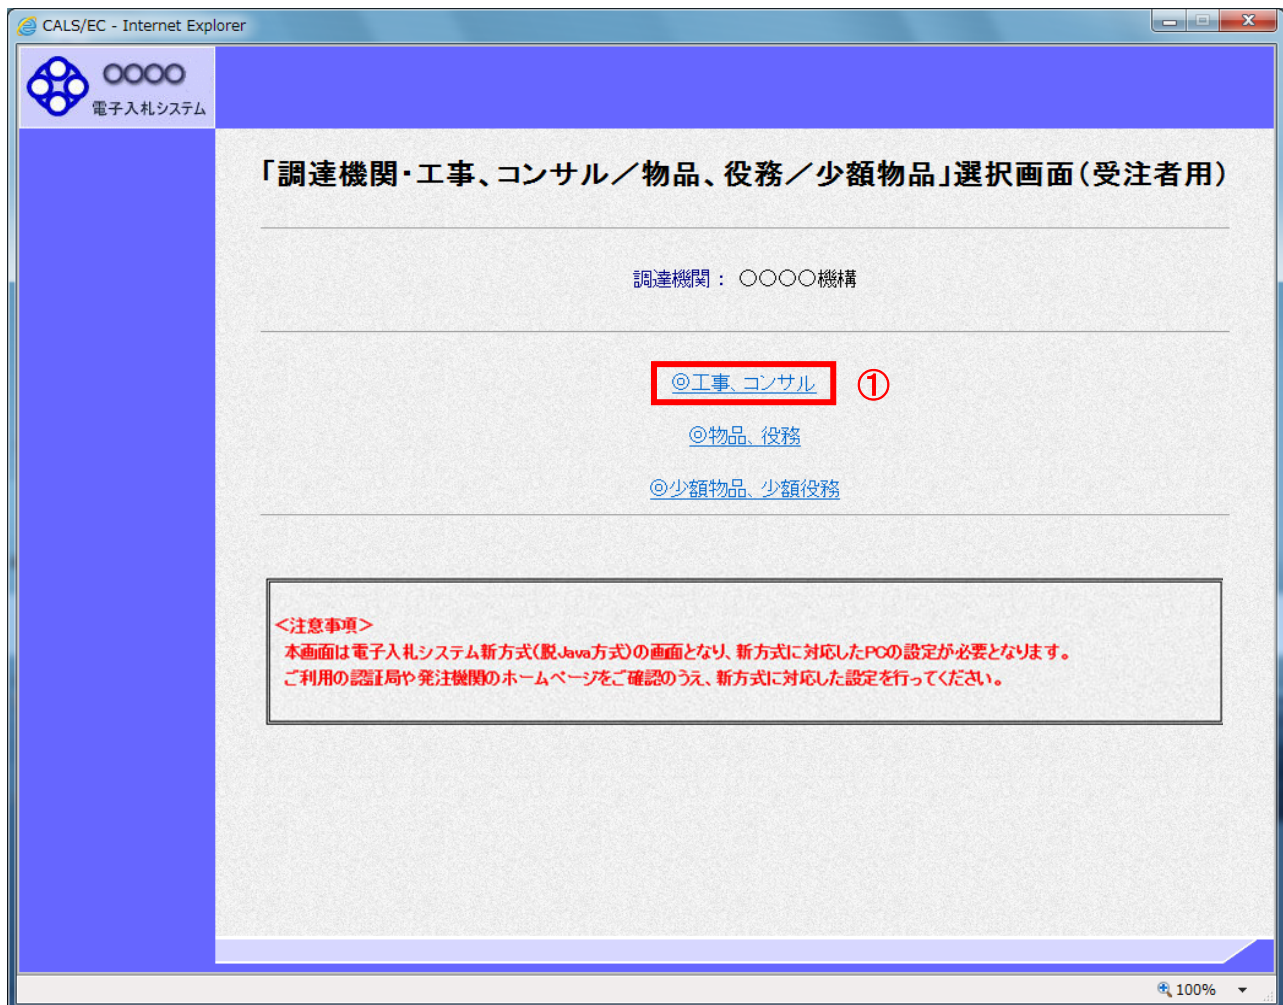 CALS/EC - Internet Explorer
○○○○
電子入札システム
「調達機関・工事、コンサル／物品、役務／少額物品」選択画面（受注者用）
調達機関： ○○○○機構
◎工事、コンサル ①
◎物品、役務
◎少額物品、少額役務
＜注意事項＞
本画面は電子入札システム新方式(脱Java方式)の画面となり、新方式に対応したPCの設定が必要となります。
ご利用の認証局や発注機関のホームページをご確認のうえ、新方式に対応した設定を行ってください。
100%